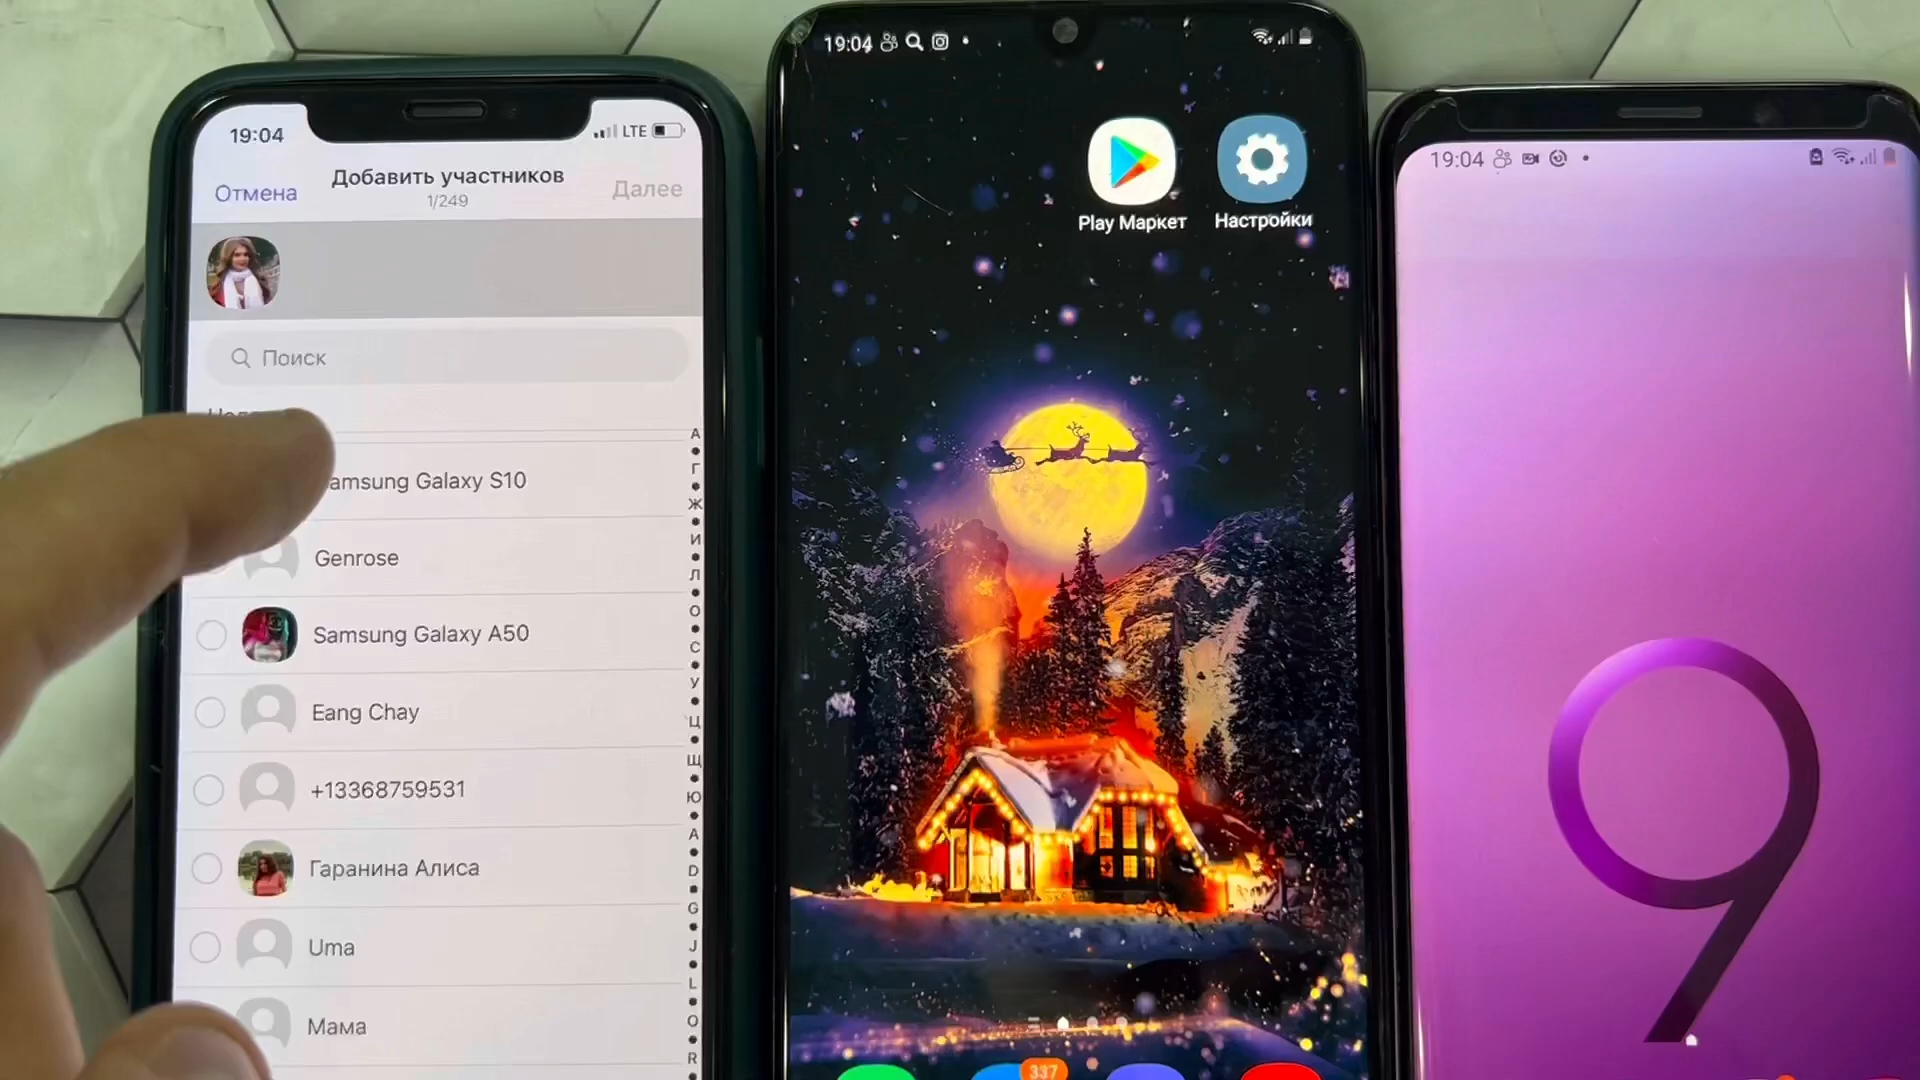 19:04
LTE
Отмена
Добавить участников
1/249
Далее
Поиск
amsung Galaxy S10
Genrose
Samsung Galaxy A50
Eang Chay
+13368759531
Гаранина Алиса
Uma
Мама
А
Г
Ж
И
Л
О
С
У
Ц
Щ
Ю
A
D
G
J
L
O
R
19:04
Play Маркет
Настройки
337
19:04
9